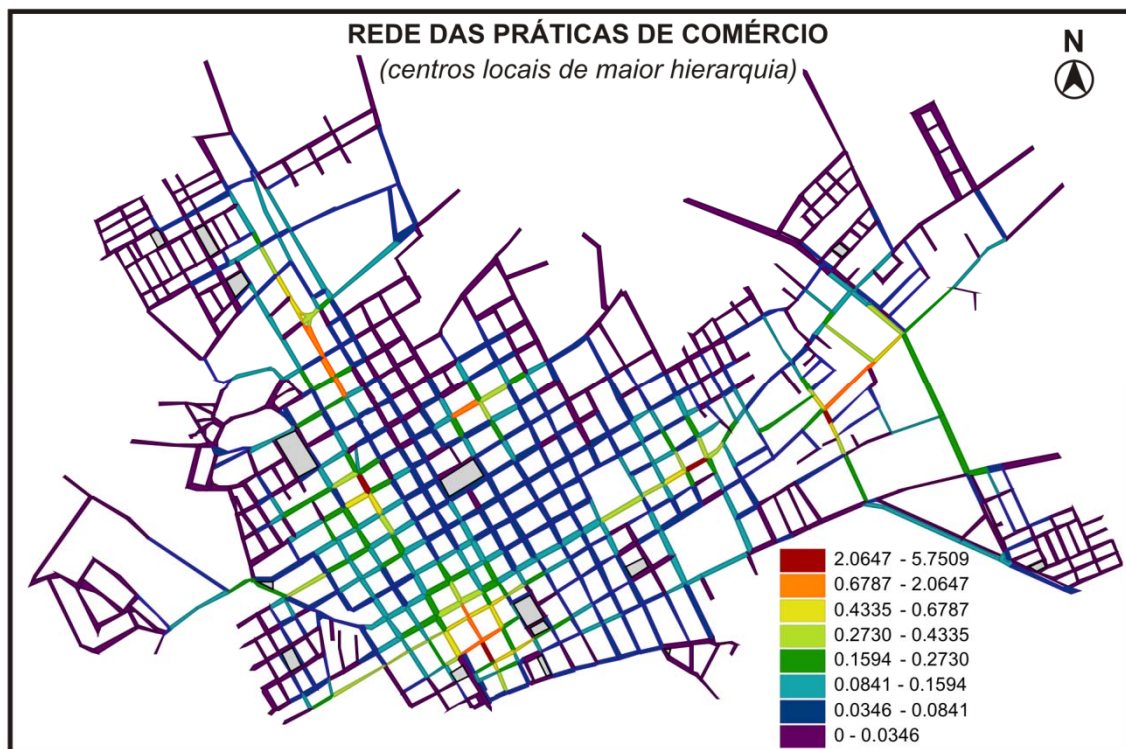 REDE DAS PRÁTICAS DE COMÉRCIO
(centros locais de maior hierarquia)
N
2.0647 - 5.7509
0.6787 - 2.0647
0.4335 - 0.6787
0.2730 - 0.4335
0.1594 - 0.2730
0.0841 - 0.1594
0.0346 - 0.0841
0 - 0.0346